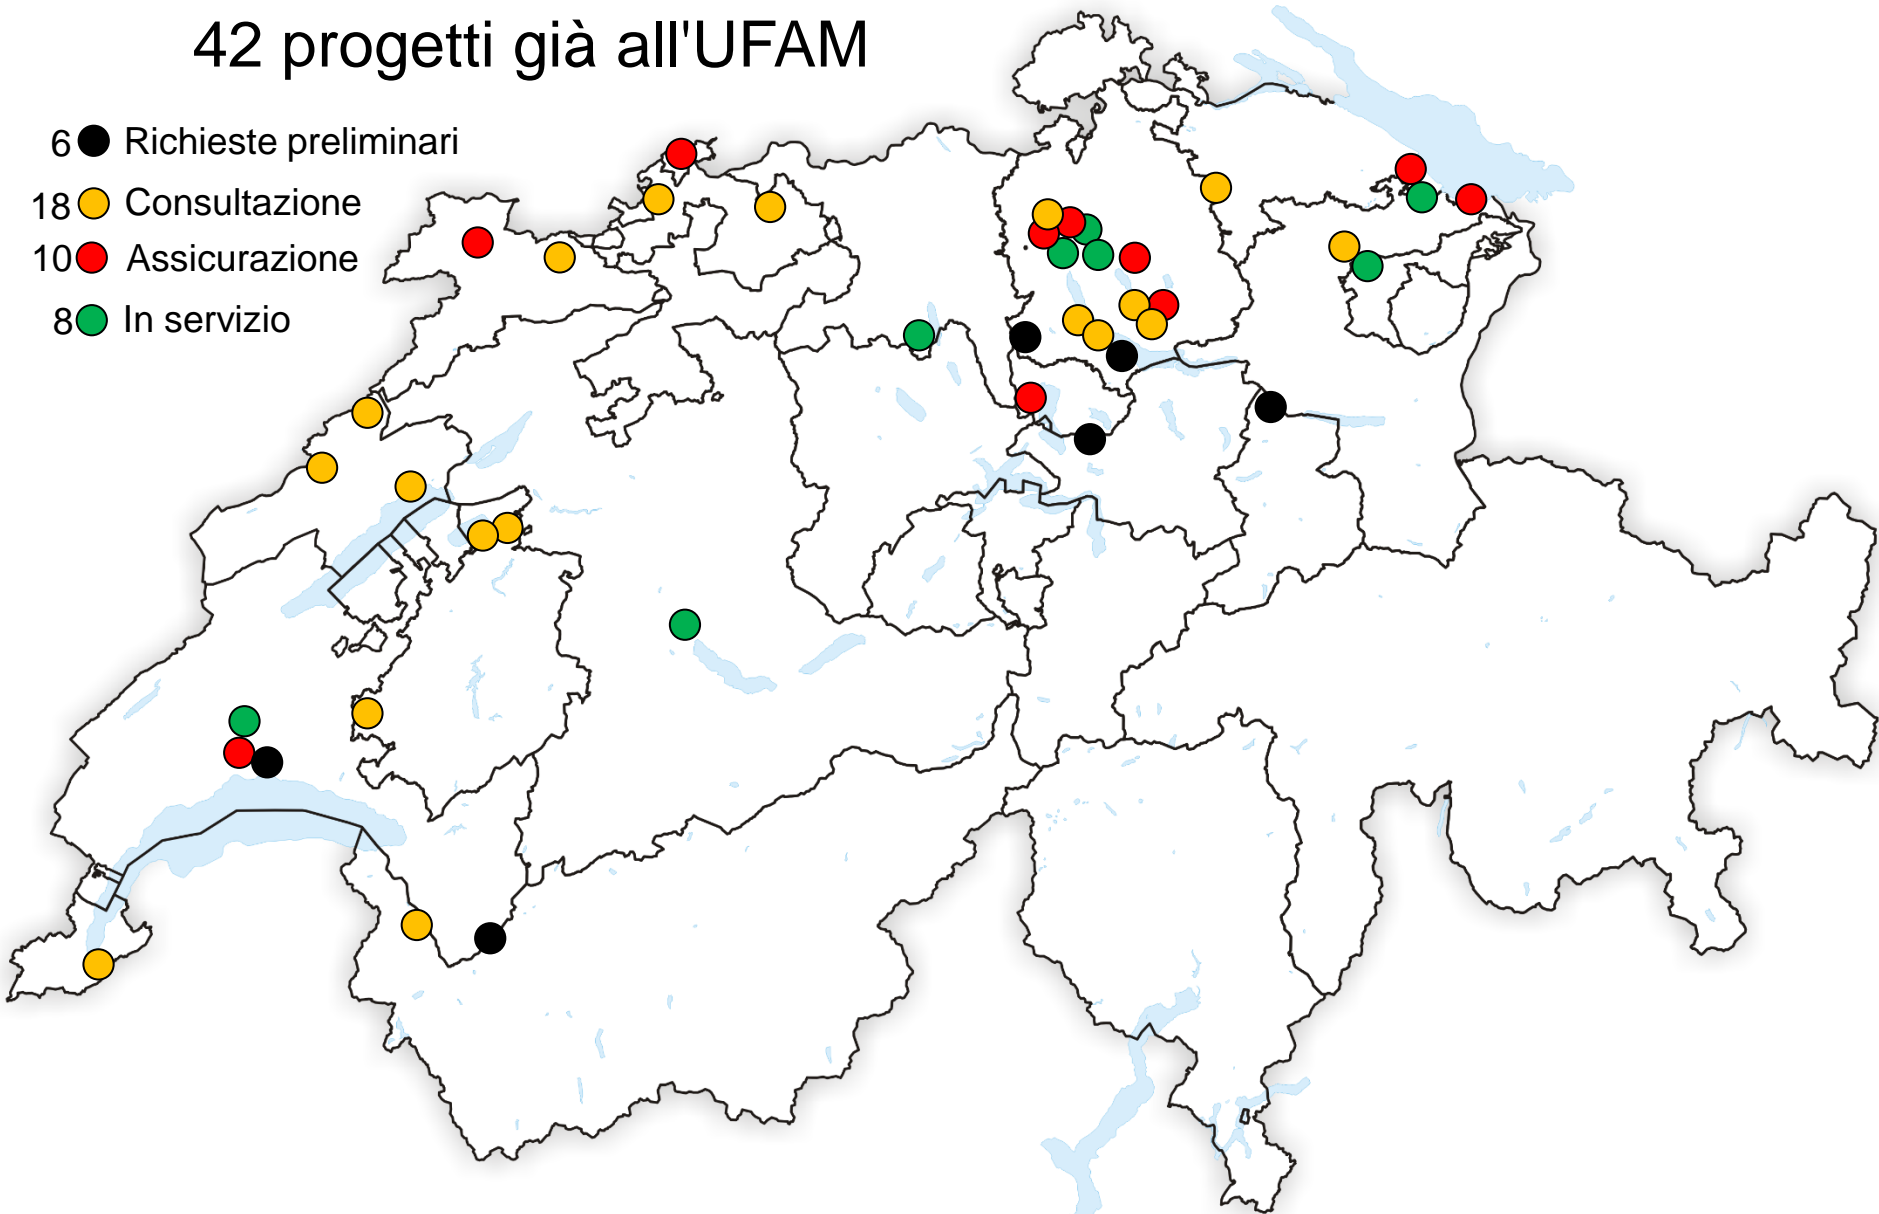 42 progetti già all'UFAM
6 Richieste preliminari
18 Consultazione
10 Assicurazione
8 In servizio